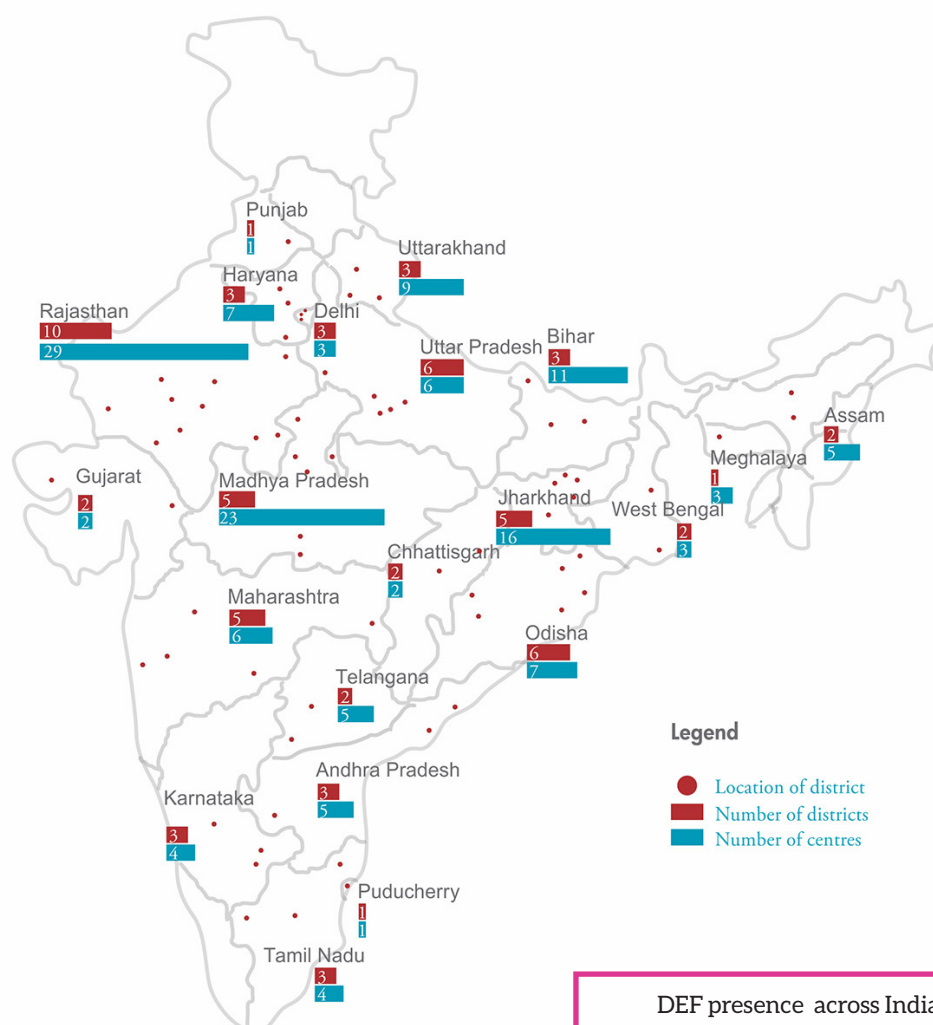 Punjab
1
1
Uttarakhand
3
9
Haryana
3
7
Rajasthan
10
29
Delhi
3
3
Uttar Pradesh
6
6
Bihar
3
11
Assam
2
5
Meghalaya
1
3
Gujarat
2
2
Madhya Pradesh
5
23
Jharkhand
5
16
West Bengal
2
3
Chhattisgarh
2
2
Maharashtra
5
6
Odisha
6
7
Telangana
2
5
Legend
Location of district
Number of districts
Number of centres
Andhra Pradesh
3
5
Karnataka
3
4
Puducherry
1
1
Tamil Nadu
3
4
DEF presence across India